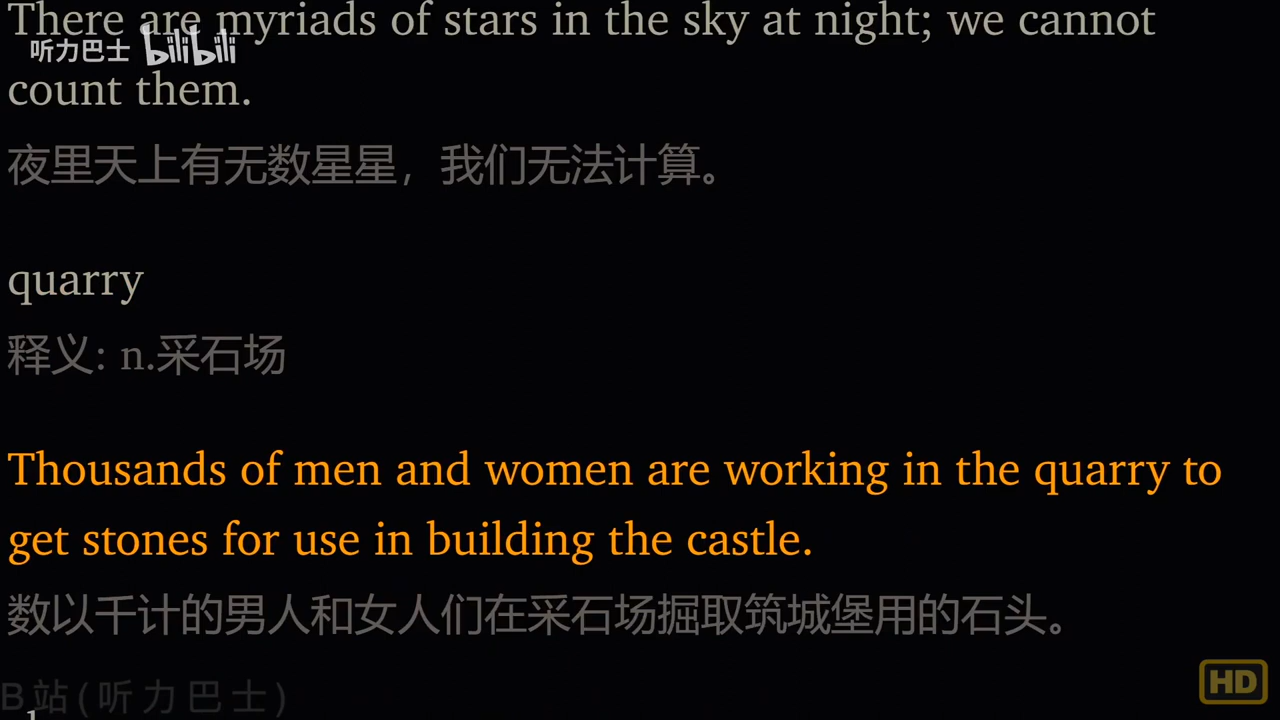 There are myriads of stars in the sky at night; we cannot
听力巴士 bilibili
count them.
夜里天上有无数星星，我们无法计算。
quarry
释义: n.采石场
Thousands of men and women are working in the quarry to
get stones for use in building the castle.
数以千计的男人和女人们在采石场掘取筑城堡用的石头。
B站(听力巴士)
HD